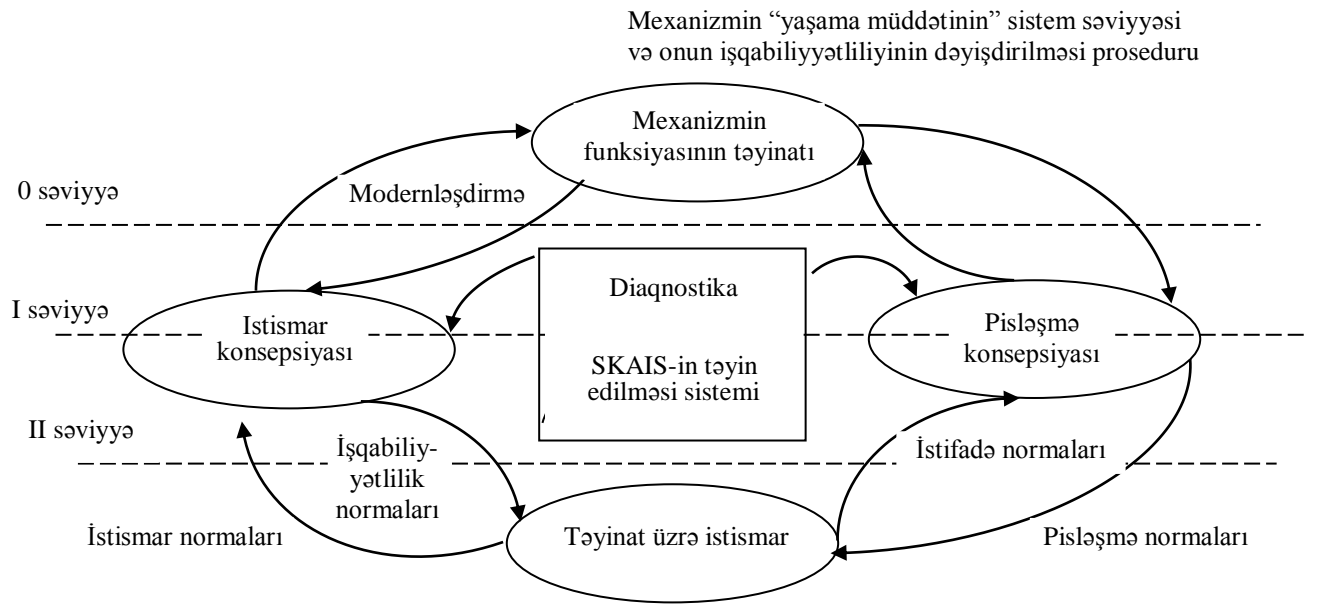 Mexanizmin “yaşama müddətinin” sistem səviyyəsi
və onun işqabiliyyətliliyinin dəyişdirilməsi proseduru
Mexanizmin
funksiyasının təyinatı
0 səviyyə
Modernləşdirmə
Diaqnostika
I səviyyə
Istismar
konsepsiyası
Pisləşmə
konsepsiyası
SKAIS-in təyin
edilməsi sistemi
II səviyyə
İşqabiliy-
yətlilik
normaları
İstifadə normaları
İstismar normaları
Təyinat üzrə istismar
Pisləşmə normaları